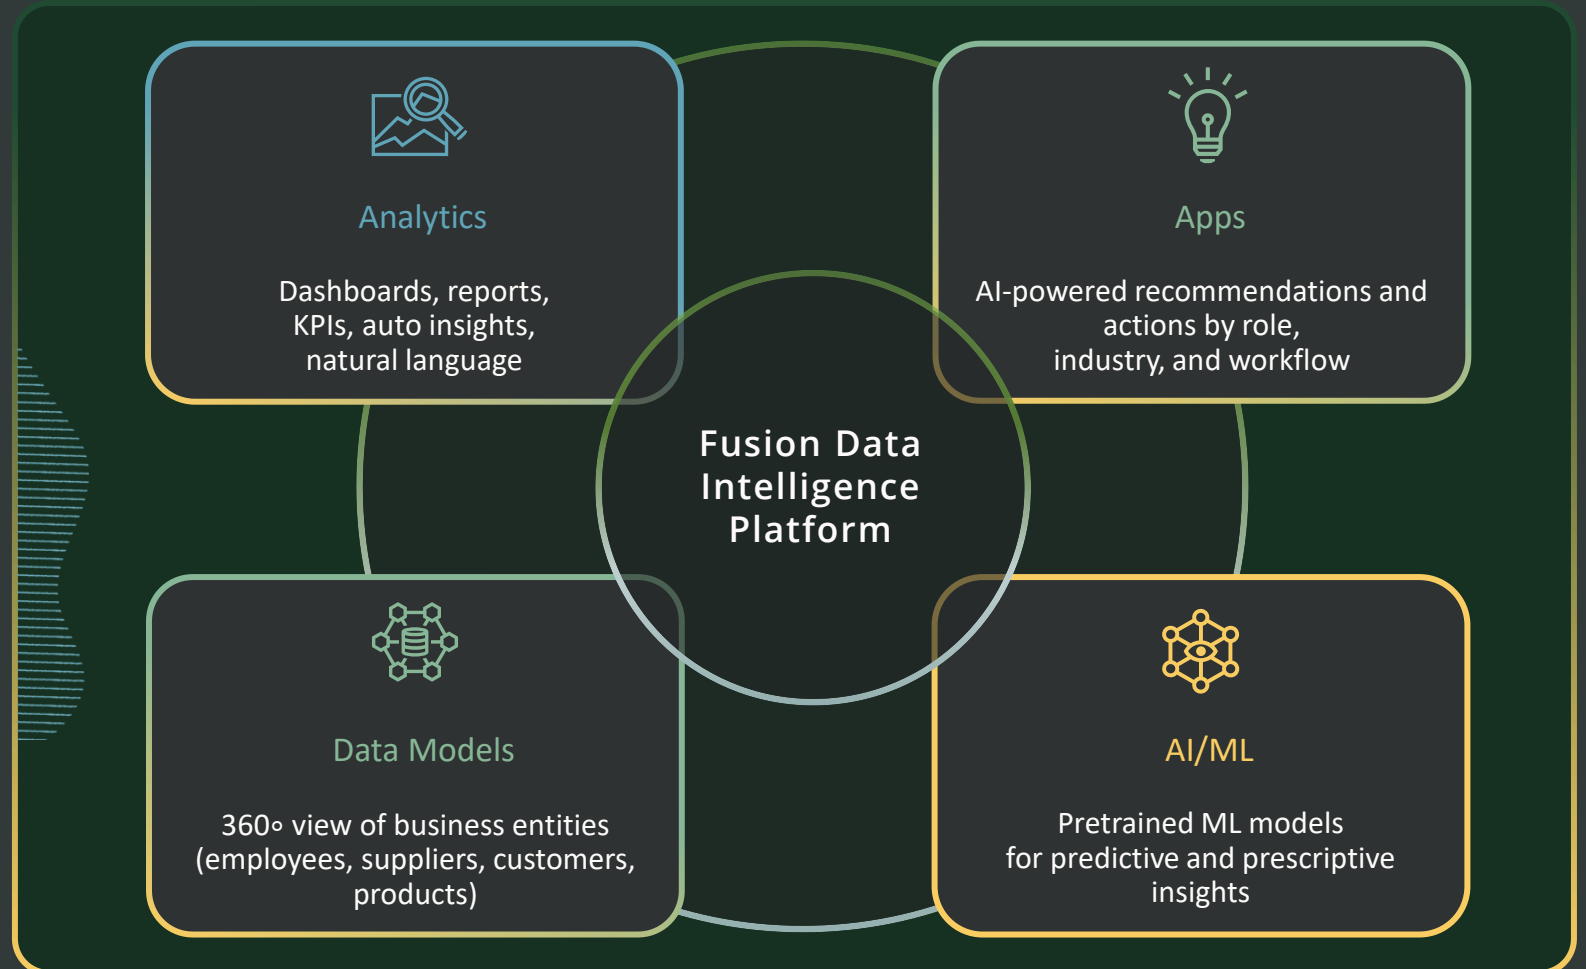 Analytics
Dashboards, reports,
KPIs, auto insights,
natural language
Apps
AI-powered recommendations and
actions by role,
industry, and workflow
Fusion Data
Intelligence
Platform
Data Models
360∘ view of business entities
(employees, suppliers, customers,
products)
AI/ML
Pretrained ML models
for predictive and prescriptive
insights